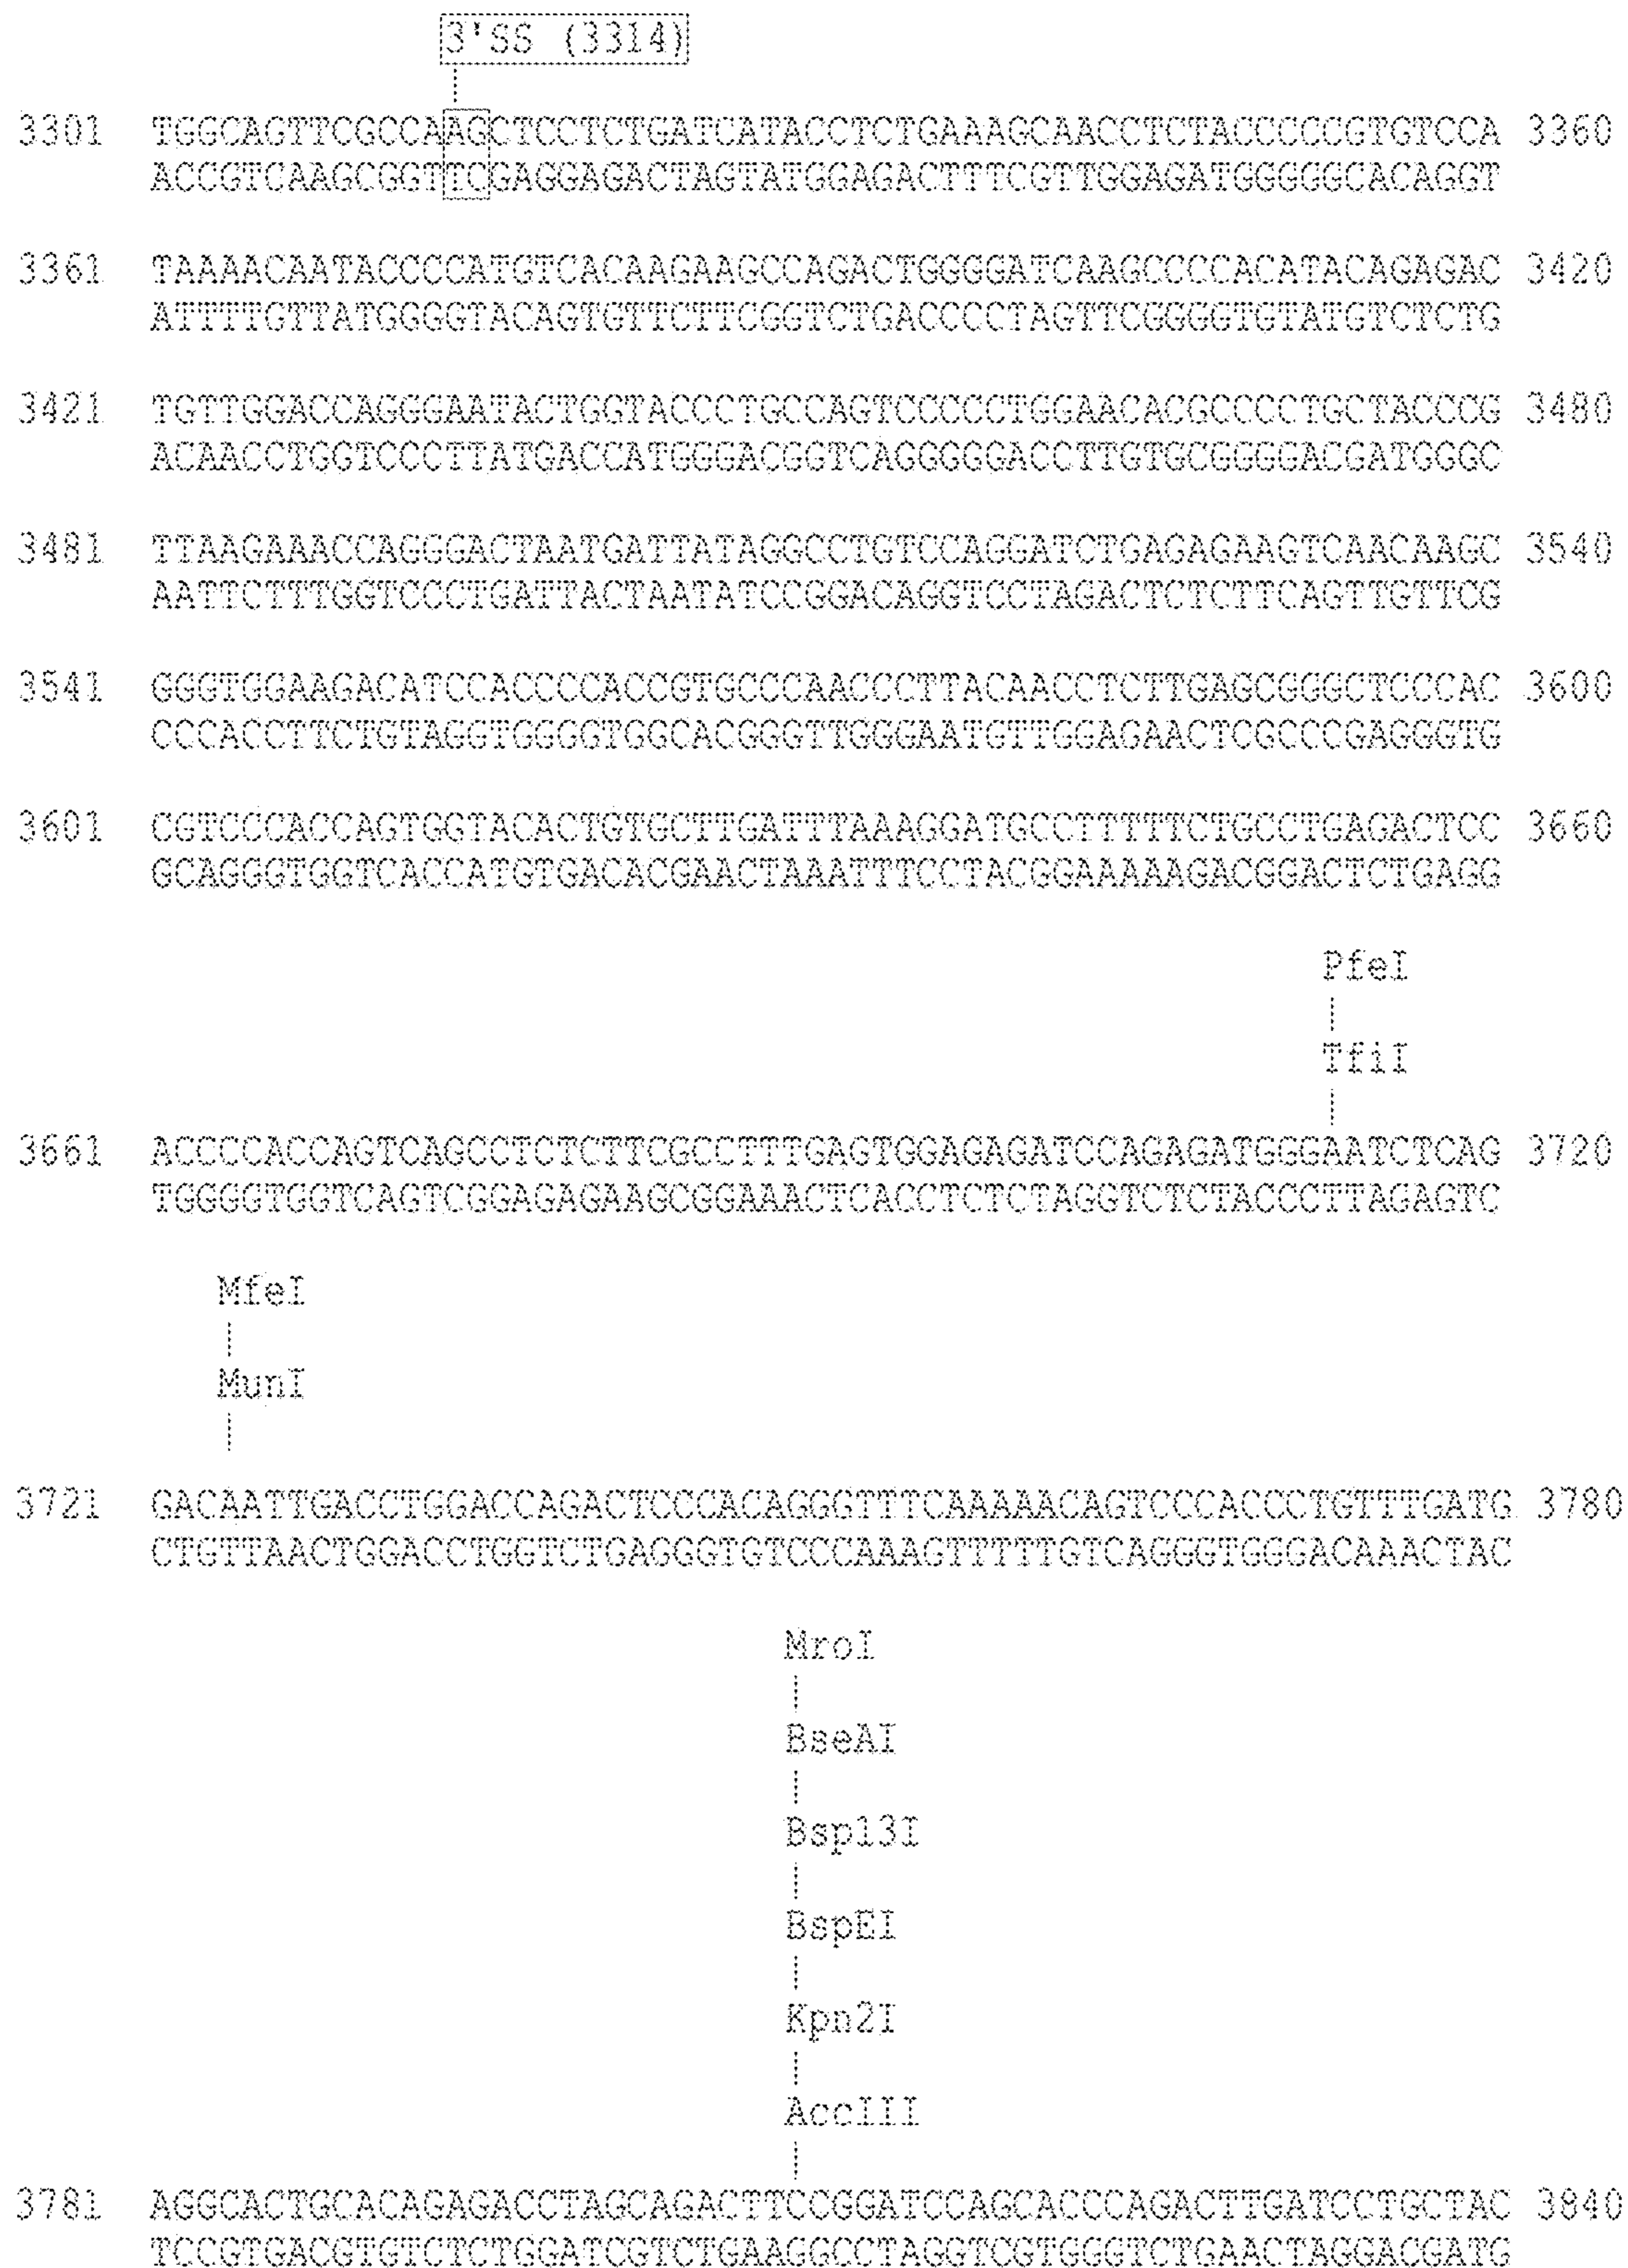 3'SS (3314)
3301 TGGCAGTTCGCCAAGCTCCTCTGATCATACCTCTGAAAGCAACCTCTACCCCCGTGTCCA 3360
ACCGTCAAGCGGTTCGAGGAGACTAGTATGGAGACTTTCGTTGGAGATGGGGGCACAGGT
3361 TAAAACAATACCCCATGTCACAAGAAGCCAGACTGGGGATCAAGCCCCACATACAGAGAC 3420
ATTTTGTTATGGGGTACAGTGTTCTTCGGTCTGACCCCTAGTTCGGGGTGTATGTCTCTG
3421 TGTTGGACCAGGGAATACTGGTACCCTGCCAGTCCCCCTGGAACACGCCCCTGCTACCCG 3480
ACAACCTGGTCCCTTATGACCATGGGACGGTCAGGGGGACCTTGTGCGGGGACGATGGGC
3481 TTAAGAAACCAGGGACTAATGATTATAGGCCTGTCCAGGATCTGAGAGAAGTCAACAAGC 3540
AATTCTTTGGTCCCTGATTACTAATATCCGGACAGGTCCTAGACTCTCTTCAGTTGTTCG
3541 GGGTGGAAGACATCCACCCCACCGTGCCCAACCCTTACAACCTCTTGAGCGGGCTCCCAC 3600
CCCACCTTCTGTAGGTGGGGTGGCACGGGTTGGGAATGTTGGAGAACTCGCCCGAGGGTG
3601 CGTCCCACCAGTGGTACACTGTGCTTGATTTAAAGGATGCCTTTTTCTGCCTGAGACTCC 3660
GCAGGGTGGTCACCATGTGACACGAACTAAATTTCCTACGGAAAAAGACGGACTCTGAGG
PfeI
TfiI
3661 ACCCCACCAGTCAGCCTCTCTTCGCCTTTGAGTGGAGAGATCCAGAGATGGGAATCTCAG 3720
TGGGGTGGTCAGTCGGAGAGAAGCGGAAACTCACCTCTCTAGGTCTCTACCCTTAGAGTC
MfeI
MunI
3721 GACAATTGACCTGGACCAGACTCCCACAGGGTTTCAAAAACAGTCCCACCCTGTTTGATG 3780
CTGTTAACTGGACCTGGTCTGAGGGTGTCCCAAAGTTTTTGTCAGGGTGGGACAAACTAC
MroI
BseAI
Bsp13I
BspEI
Kpn2I
AccIII
3781 AGGCACTGCACAGAGACCTAGCAGACTTCCGGATCCAGCACCCAGACTTGATCCTGCTAC 3840
TCCGTGACGTGTCTCTGGATCGTCTGAAGGCCTAGGTCGTGGGTCTGAACTAGGACGATG